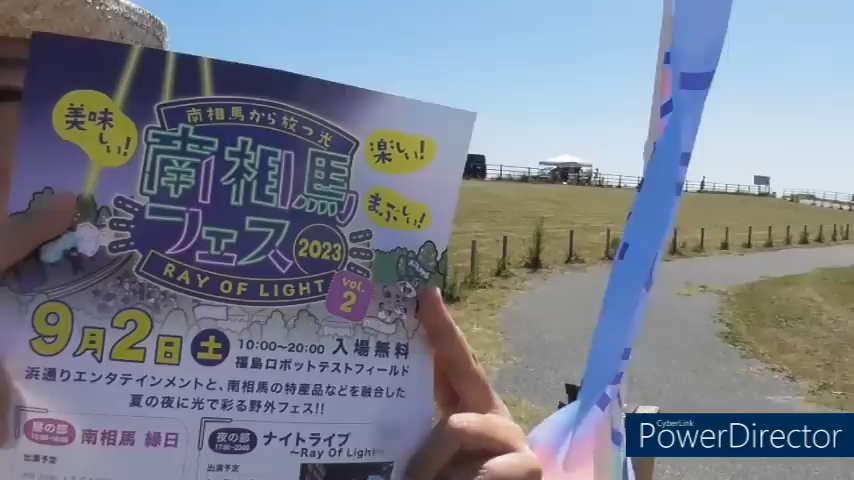 南相馬から放つ光
美味しい!
楽しい!
まぶしい!
南相馬
フェス
2023
RAY OF LIGHT
vol.
2
9月2日 土
10:00~20:00 入場無料
福島ロボットテストフィールド
浜通りエンタテインメントと、南相馬の特産品などを融合した
夏の夜に光で彩る野外フェス!!
昼の部
南相馬 縁日
出演予定
夜の部
17:00~20:00
ナイトライブ
~Ray Of Light~
出演予定
CyberLink
PowerDirector